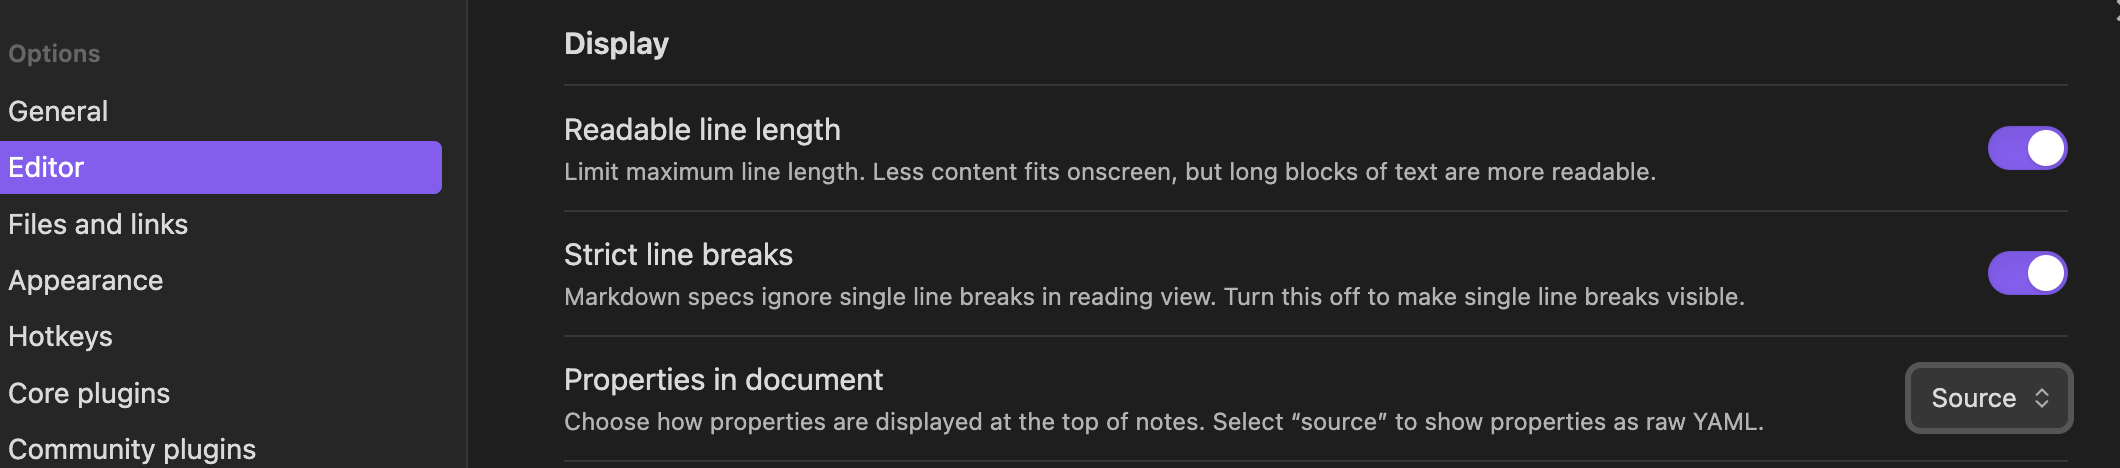 Options
General
Editor
Files and links
Appearance
Hotkeys
Core plugins
Community plugins
Display
Readable line length
Limit maximum line length. Less content fits onscreen, but long blocks of text are more readable.
Strict line breaks
Markdown specs ignore single line breaks in reading view. Turn this off to make single line breaks visible.
Properties in document
Choose how properties are displayed at the top of notes. Select “source” to show properties as raw YAML.
Source